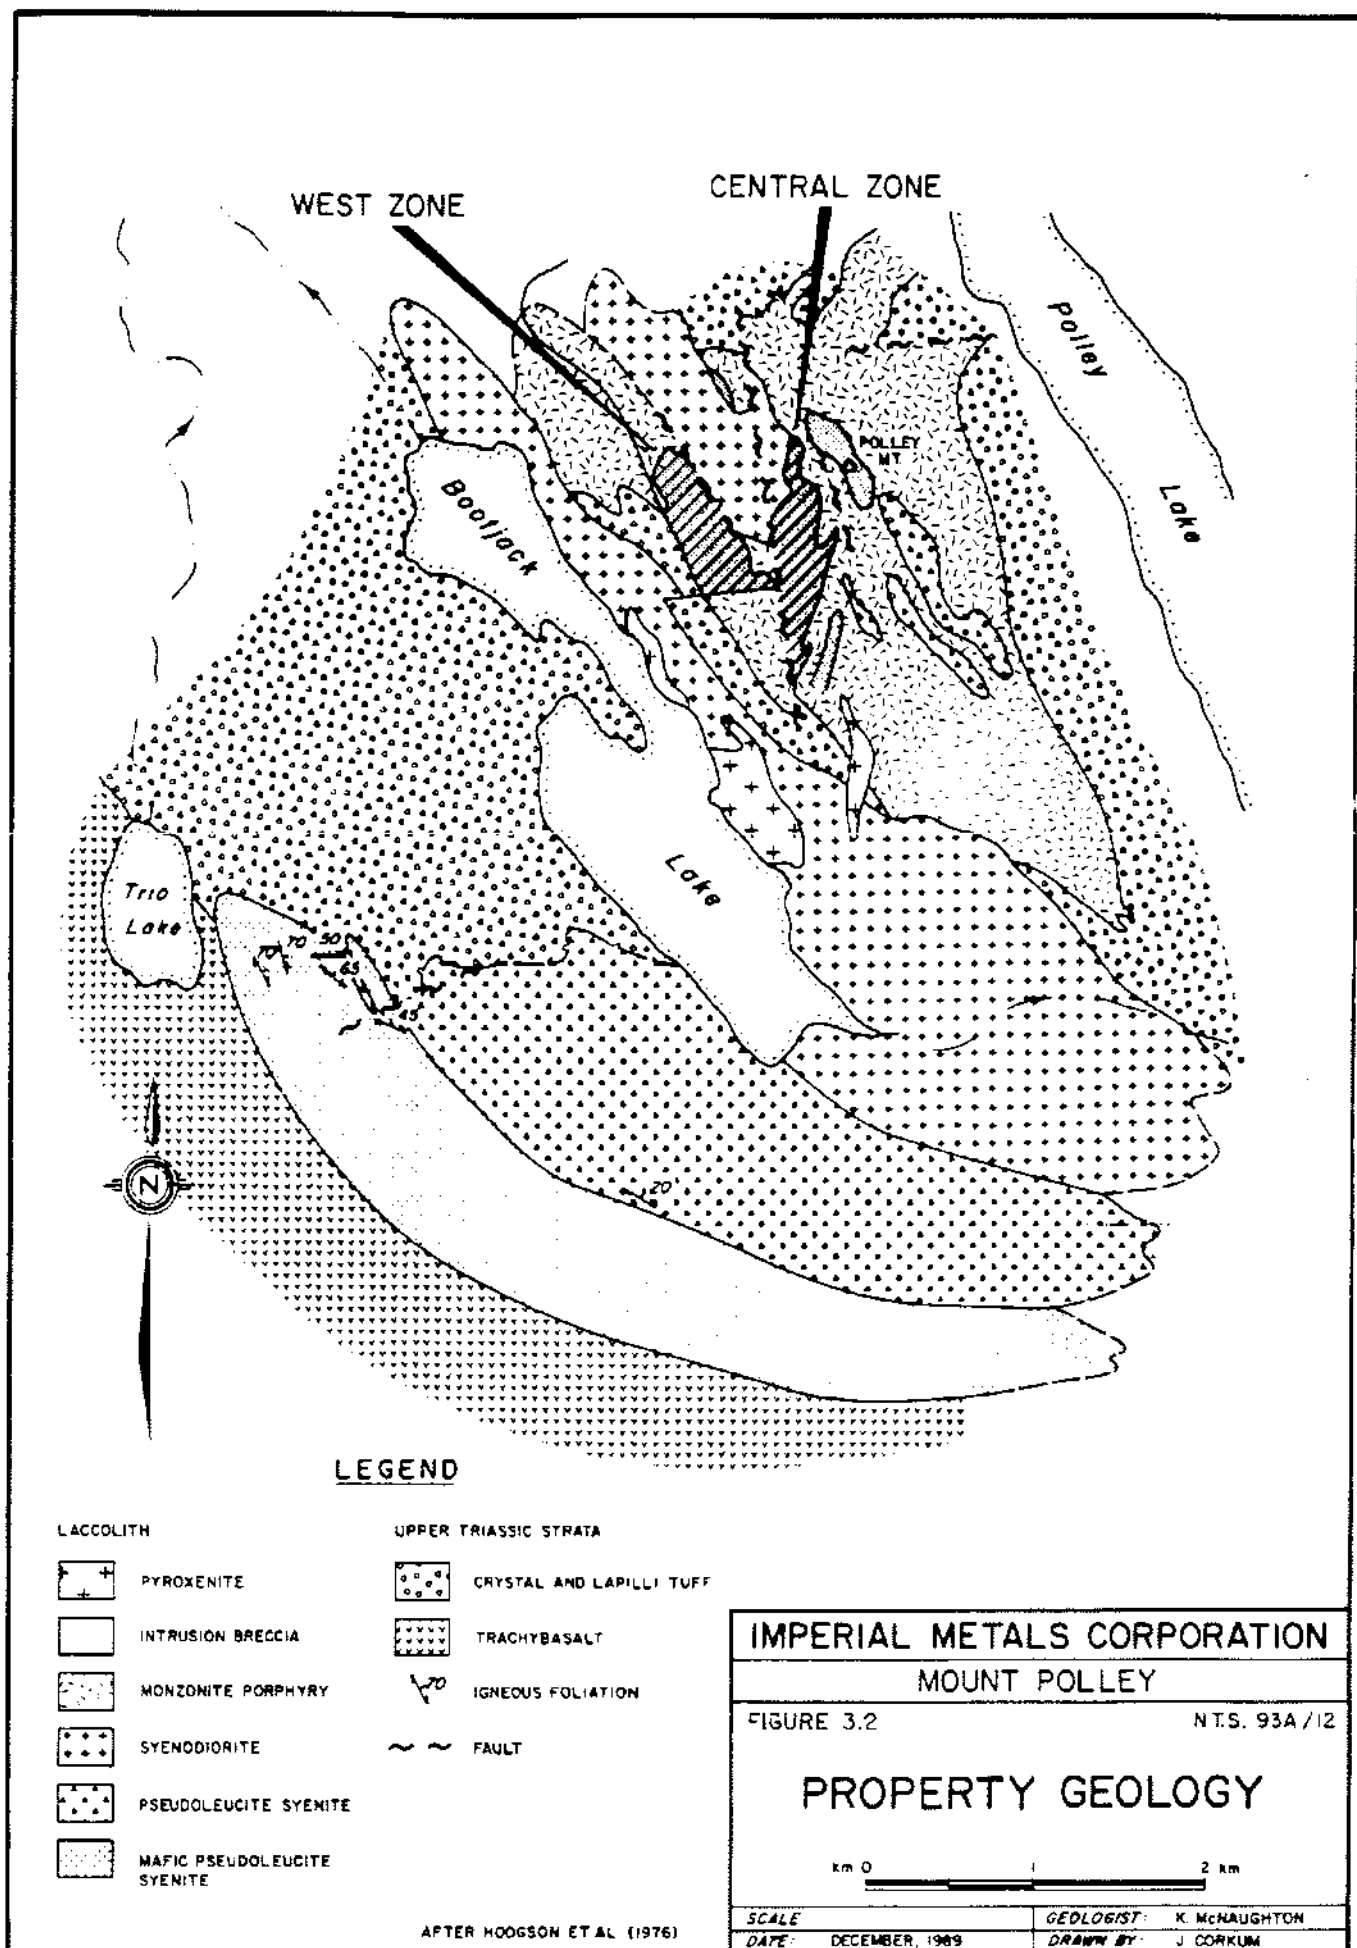 WEST ZONE
CENTRAL ZONE
Polley
Lake
POLLEY
MT.
Bootjack
Lake
Trio
Lake
70
70
50
65
45
20
N
LEGEND
LACCOLITH
PYROXENITE
INTRUSION BRECCIA
MONZONITE PORPHYRY
SYENODIORITE
PSEUDOLEUCITE SYENITE
MAFIC PSEUDOLEUCITE
SYENITE
UPPER TRIASSIC STRATA
CRYSTAL AND LAPILLI TUFF
TRACHYBASALT
70 IGNEOUS FOLIATION
FAULT
AFTER HODGSON ET AL (1976)
IMPERIAL METALS CORPORATION
MOUNT POLLEY
FIGURE 3.2 N.T.S. 93A/12
PROPERTY GEOLOGY
km 0 1 2 km
SCALE GEOLOGIST: K. McNAUGHTON
DATE: DECEMBER, 1989 DRAWN BY: J. CORKUM